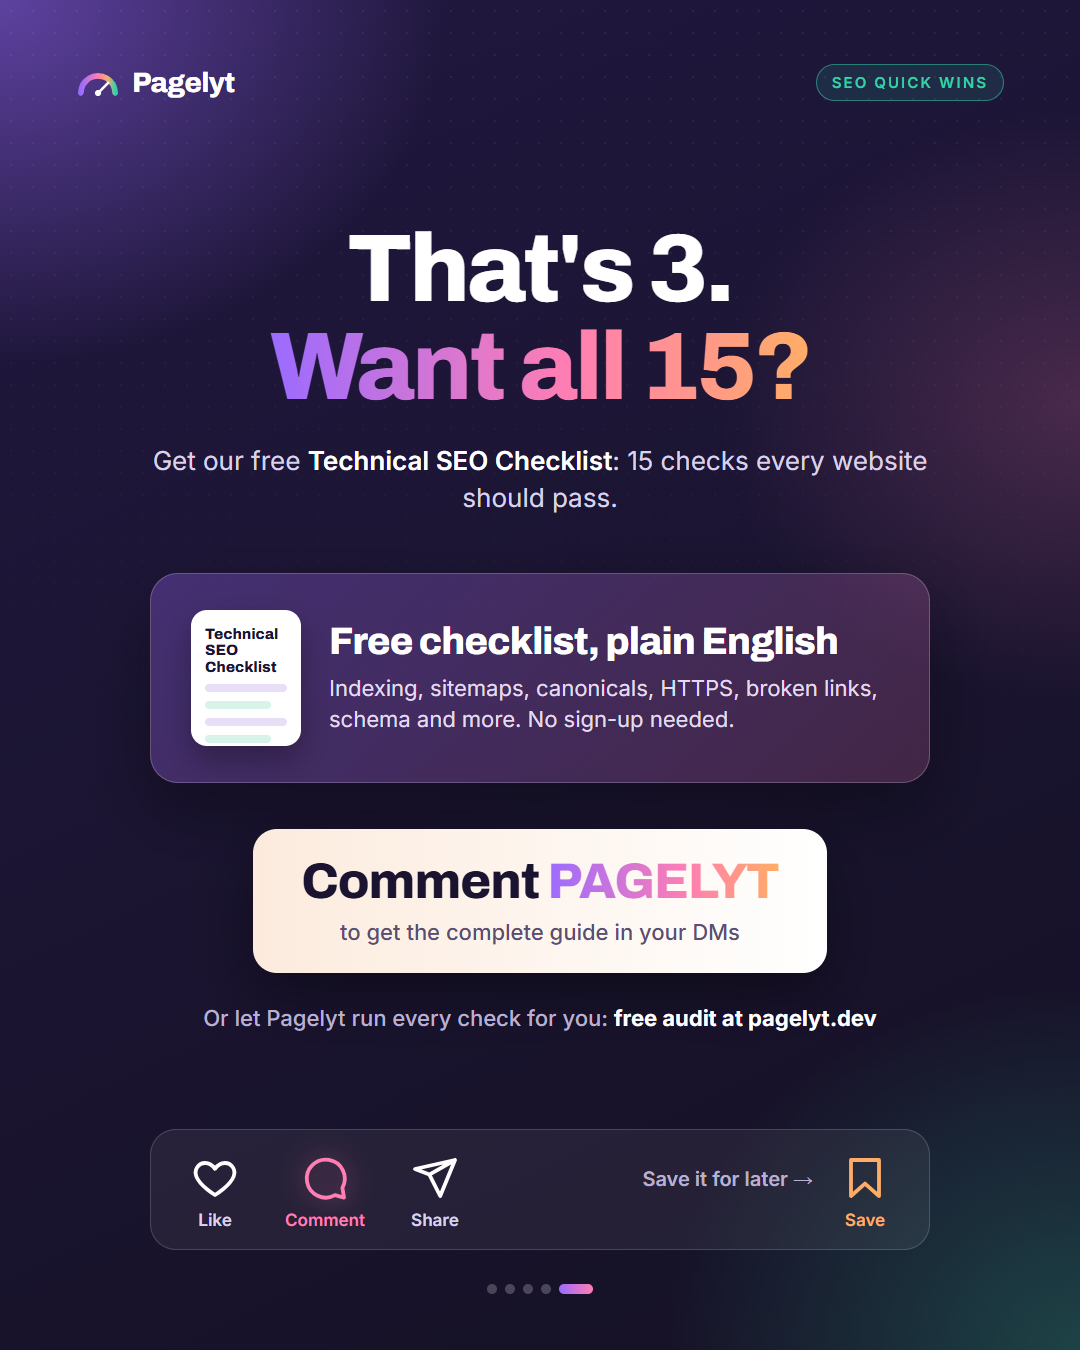 Pagelyt
SEO QUICK WINS
That's 3.
Want all 15?
Get our free Technical SEO Checklist: 15 checks every website
should pass.
Technical
SEO
Checklist
Free checklist, plain English
Indexing, sitemaps, canonicals, HTTPS, broken links,
schema and more. No sign-up needed.
Comment PAGELYT
to get the complete guide in your DMs
Or let Pagelyt run every check for you: free audit at pagelyt.dev
Save it for later →
Like
Comment
Share
Save